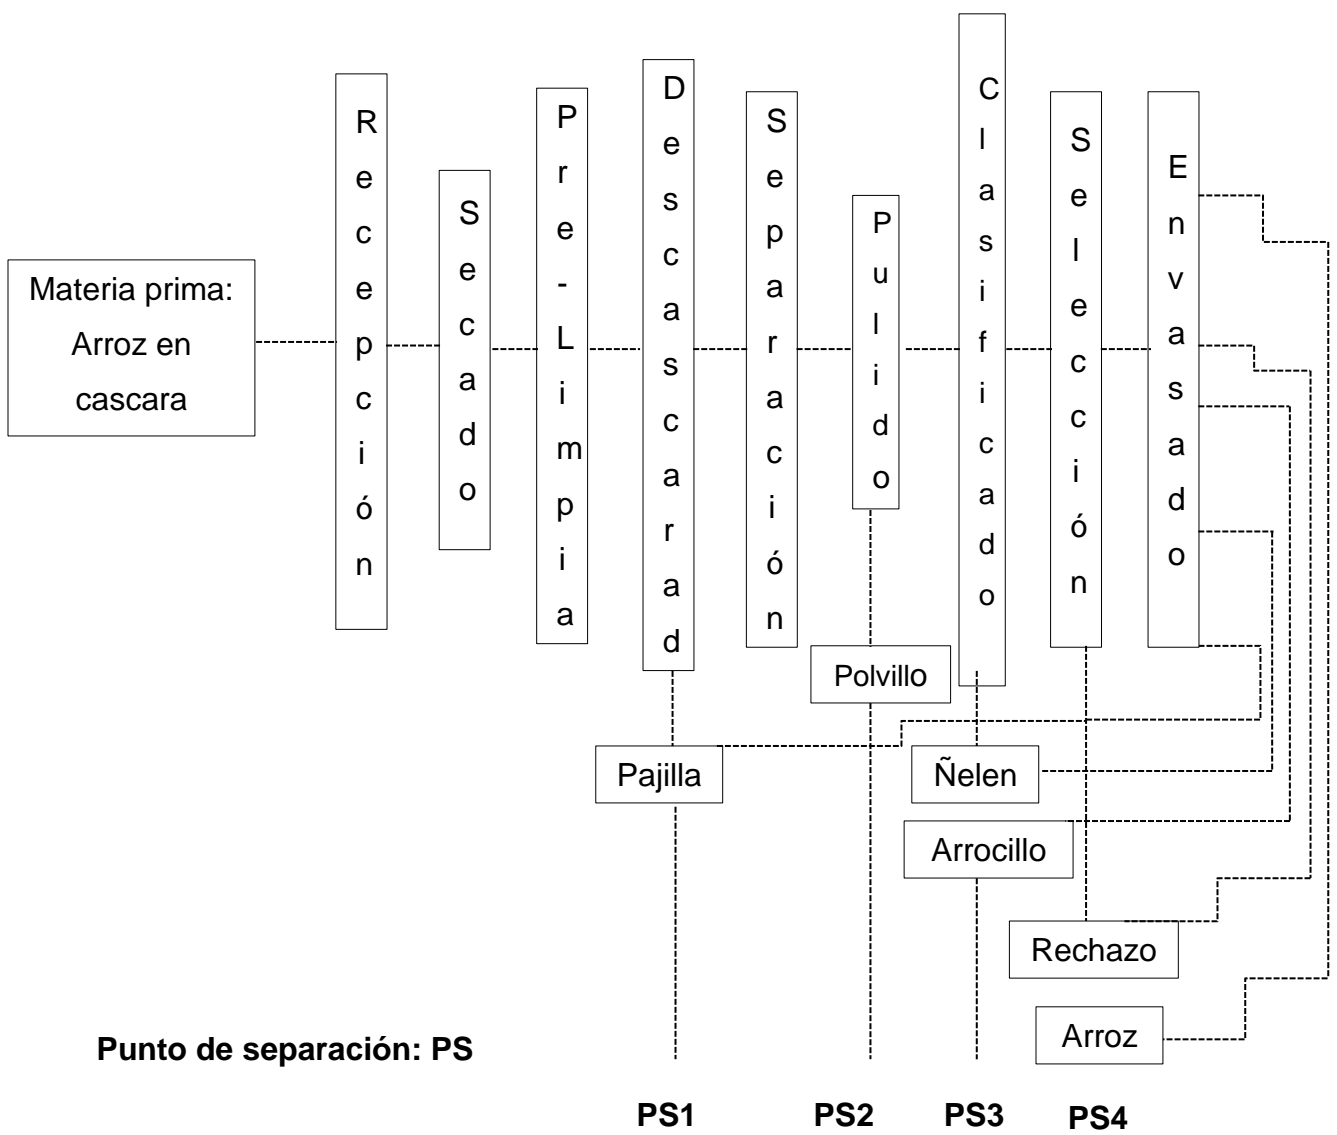 Materia prima:
Arroz en
cascara
Recepción
Secado
Pre-Limpia
Descascarad
Separación
Pulido
Clasificado
Selección
Envasado
Polvillo
Pajilla
Ñelen
Arrocillo
Rechazo
Arroz
Punto de separación: PS
PS1
PS2
PS3
PS4